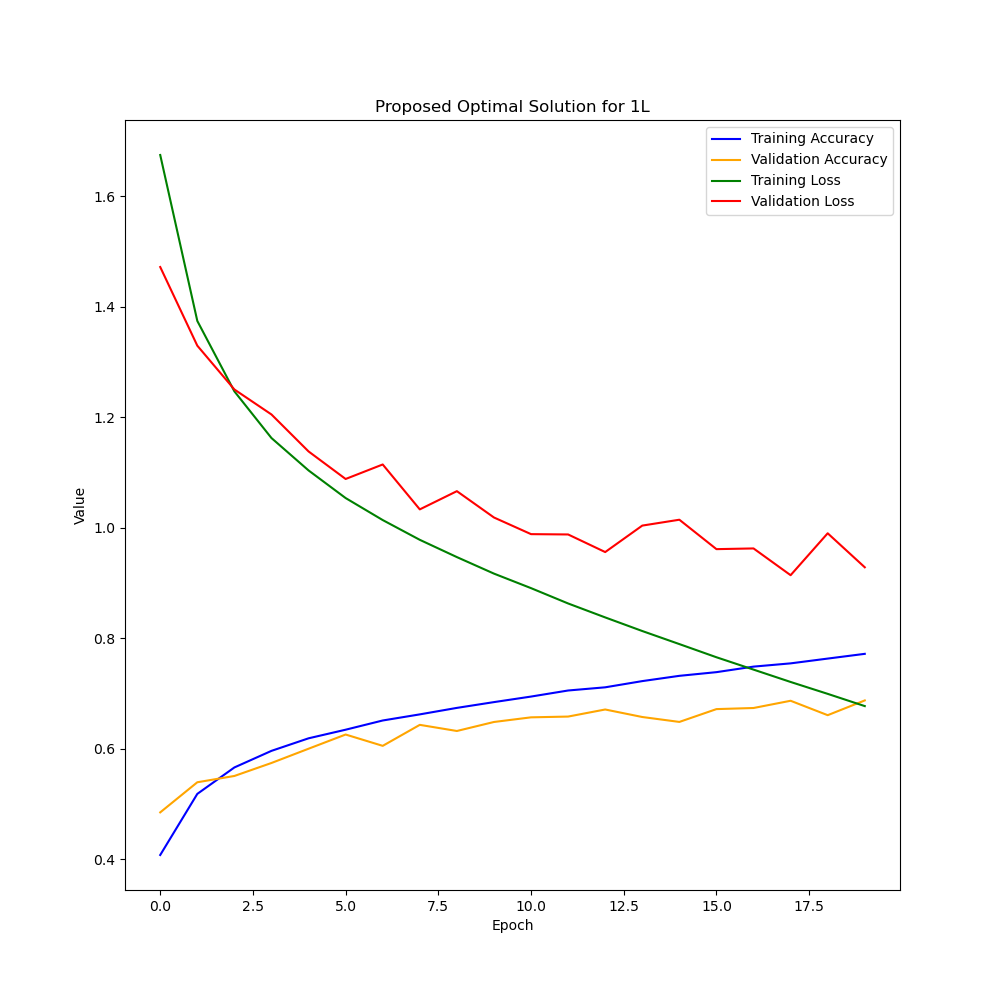 Proposed Optimal Solution for 1L
Training Accuracy
Validation Accuracy
Training Loss
Validation Loss
1.6
1.4
1.2
1.0
0.8
0.6
0.4
Value
0.0 2.5 5.0 7.5 10.0 12.5 15.0 17.5
Epoch